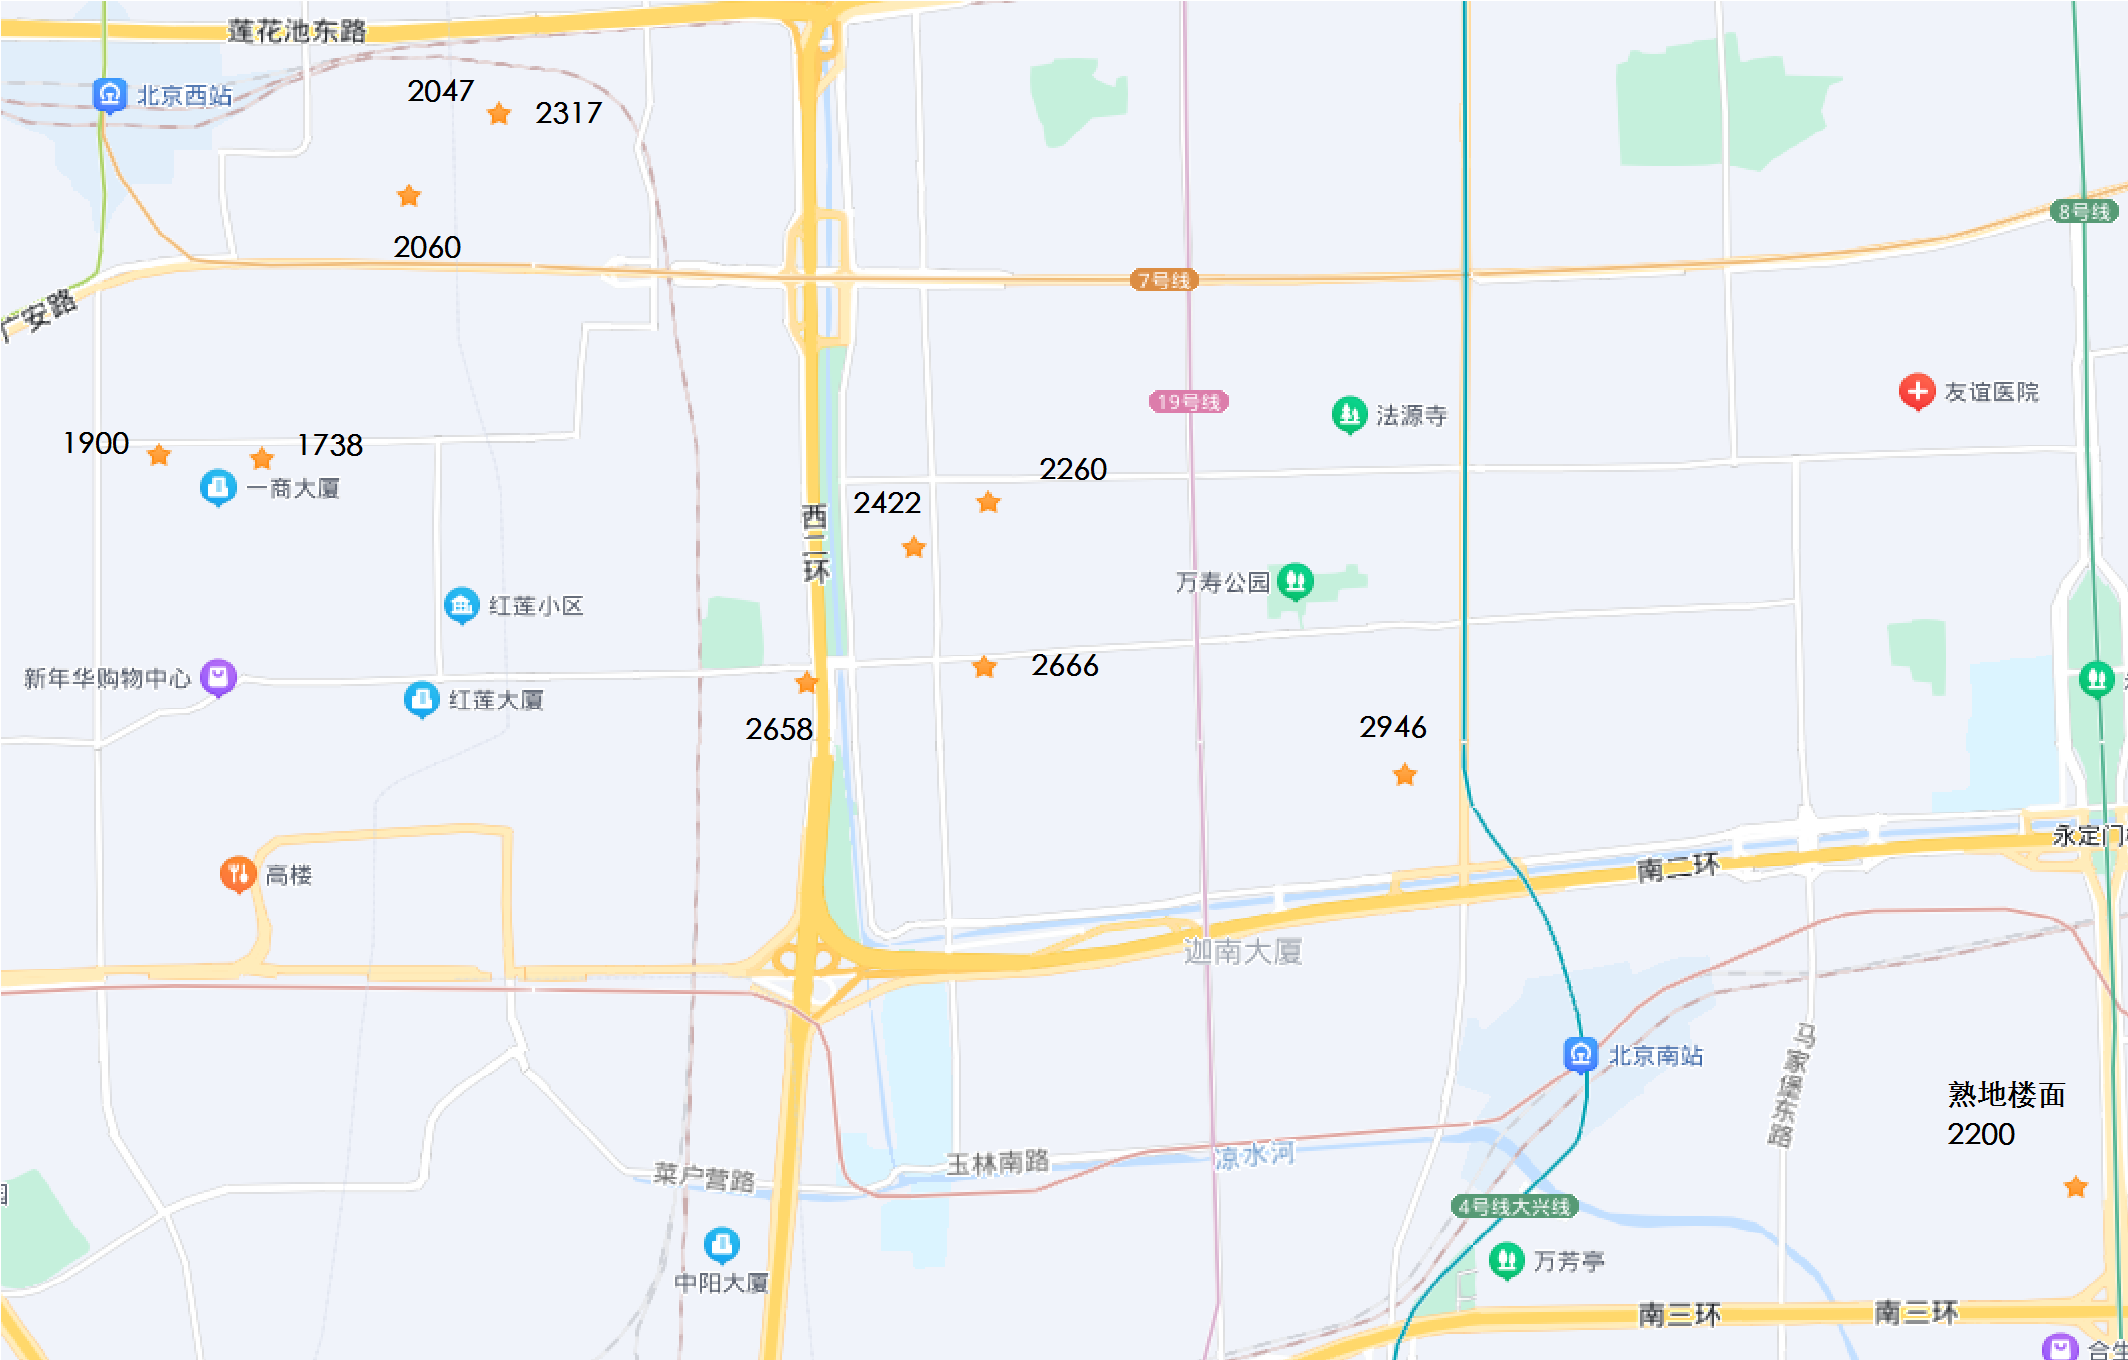 莲花池东路
北京西站
2047
2317
2060
广安路
7号线
8号线
19号线
法源寺
友谊医院
1900
1738
一商大厦
2260
2422
西二环
万寿公园
红莲小区
新年华购物中心
红莲大厦
2666
2658
2946
高楼
南二环
永定门
迦南大厦
北京南站
马家堡东路
熟地楼面
2200
玉林南路
凉水河
菜户营路
4号线大兴线
中阳大厦
万芳亭
南三环
南三环